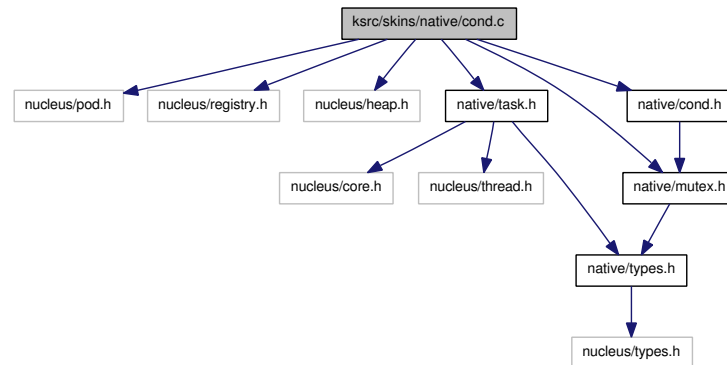 ksrc/skins/native/cond.c
nucleus/pod.h
nucleus/registry.h
nucleus/heap.h
native/task.h
native/cond.h
nucleus/core.h
nucleus/thread.h
native/mutex.h
native/types.h
nucleus/types.h